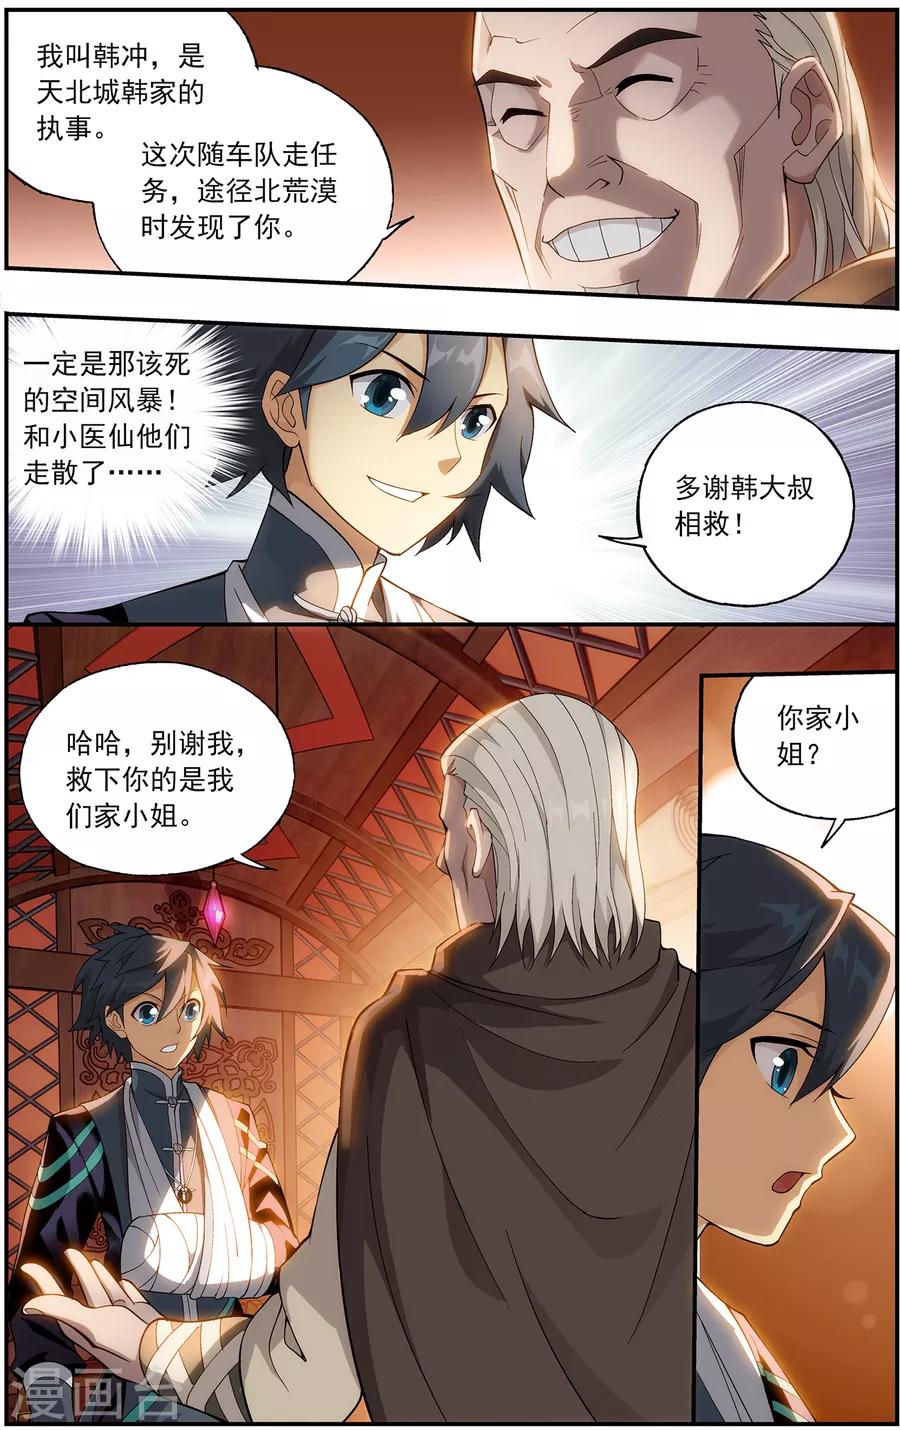 我叫韩冲，是
天北城韩家的
执事。
这次随车队走任
务，途径北荒漠
时发现了你。
一定是那该死
的空间风暴！
和小医仙他们
走散了……
多谢韩大叔
相救！
哈哈，别谢我，
救下你的是我
们家小姐。
你家小
姐？
漫画台